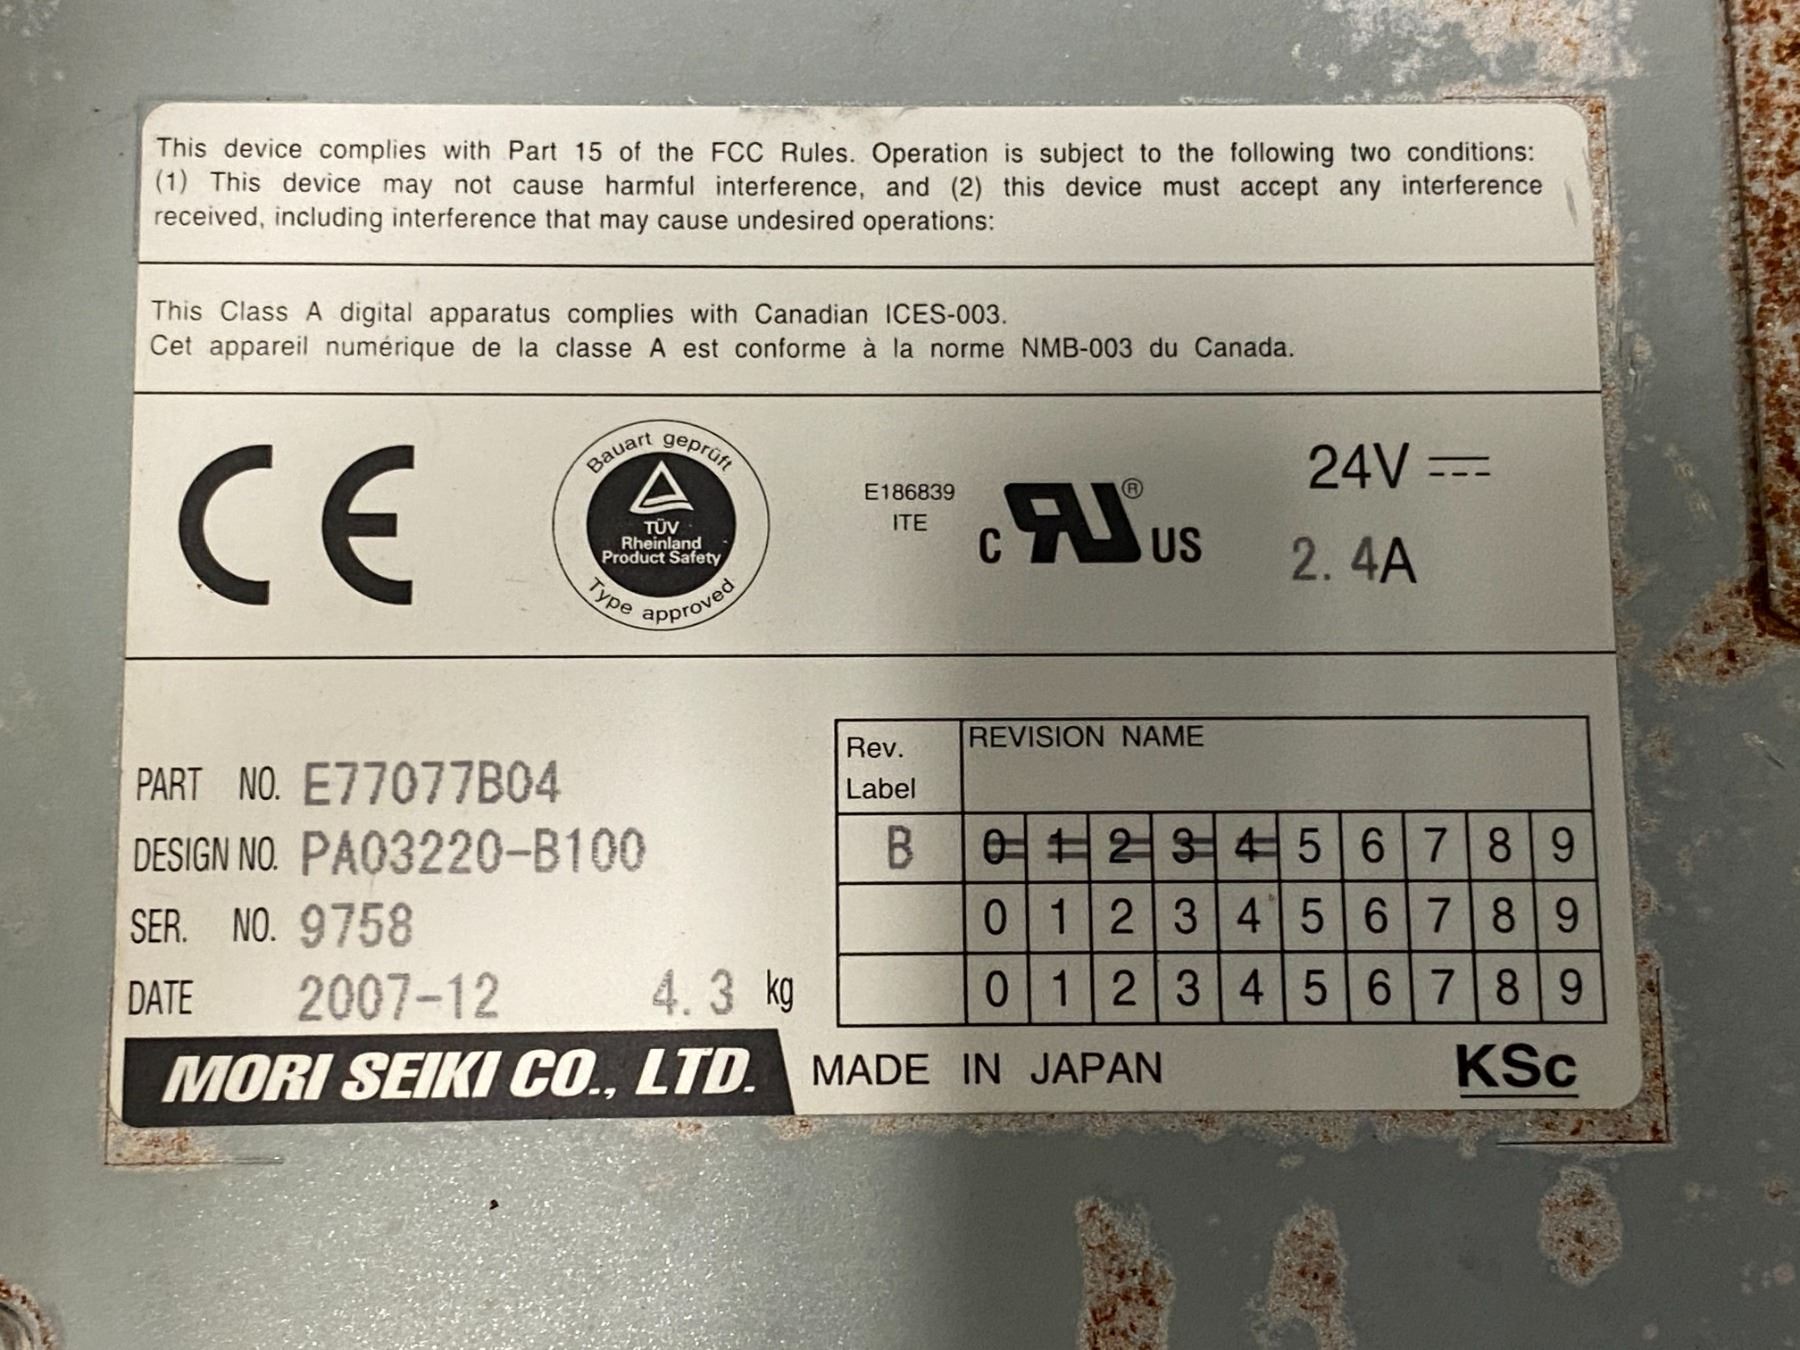 This device complies with Part 15 of the FCC Rules. Operation is subject to the following two conditions:
(1) This device may not cause harmful interference, and (2) this device must accept any interference
received, including interference that may cause undesired operations:
This Class A digital apparatus complies with Canadian ICES-003.
Cet appareil numérique de la classe A est conforme à la norme NMB-003 du Canada.
CE
Bauart geprüft
TÜV
Rheinland
Product Safety
Type approved
E186839
ITE
C RU® US
24V
2.4A
PART NO. E77077B04
DESIGN NO. PA03220-B100
SER. NO. 9758
DATE 2007-12 4.3 kg
Rev. Label REVISION NAME
B 0 1 2 3 4 5 6 7 8 9
0 1 2 3 4 5 6 7 8 9
0 1 2 3 4 5 6 7 8 9
MORI SEIKI CO., LTD. MADE IN JAPAN KSc